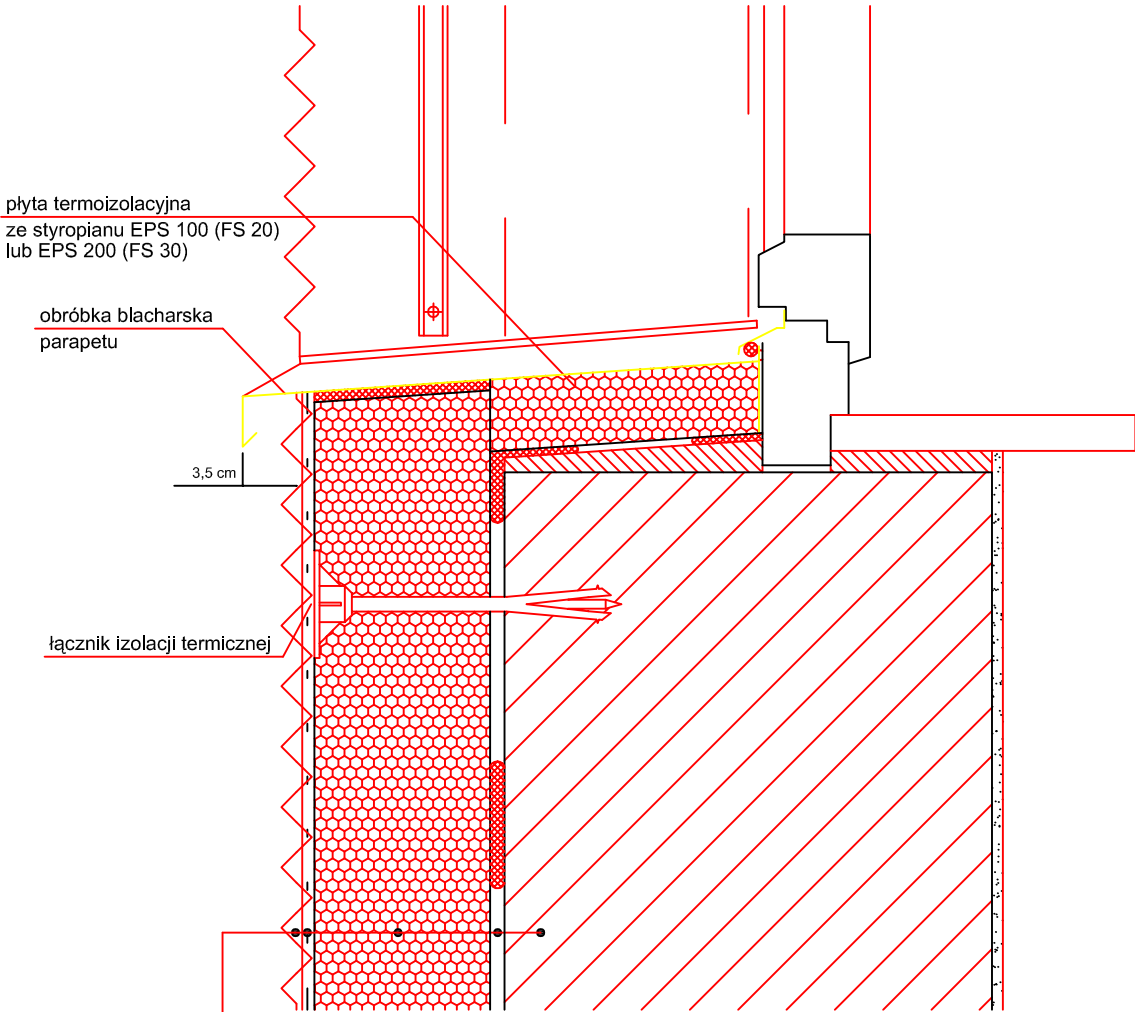 płyta termoizolacyjna
ze styropianu EPS 100 (FS 20)
lub EPS 200 (FS 30)
obróbka blacharska
parapetu
3,5 cm
łącznik izolacji termicznej